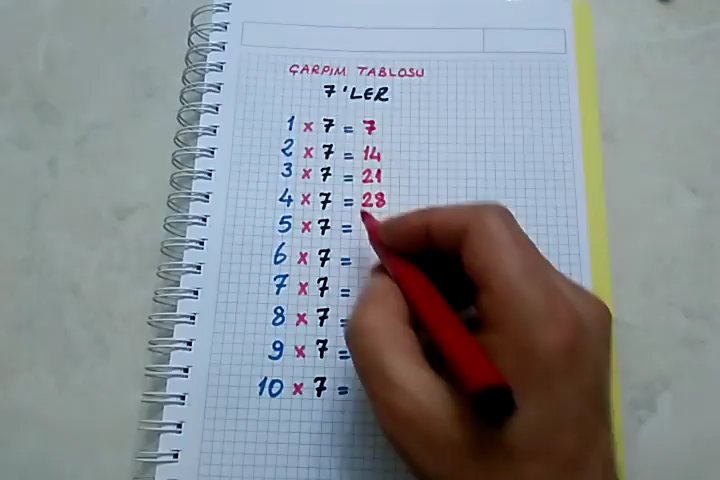 ÇARPIM TABLOSU
7'LER
1 x 7 = 7
2 x 7 = 14
3 x 7 = 21
4 x 7 = 28
5 x 7 =
6 x 7 =
7 x 7 =
8 x 7 =
9 x 7 =
10 x 7 =